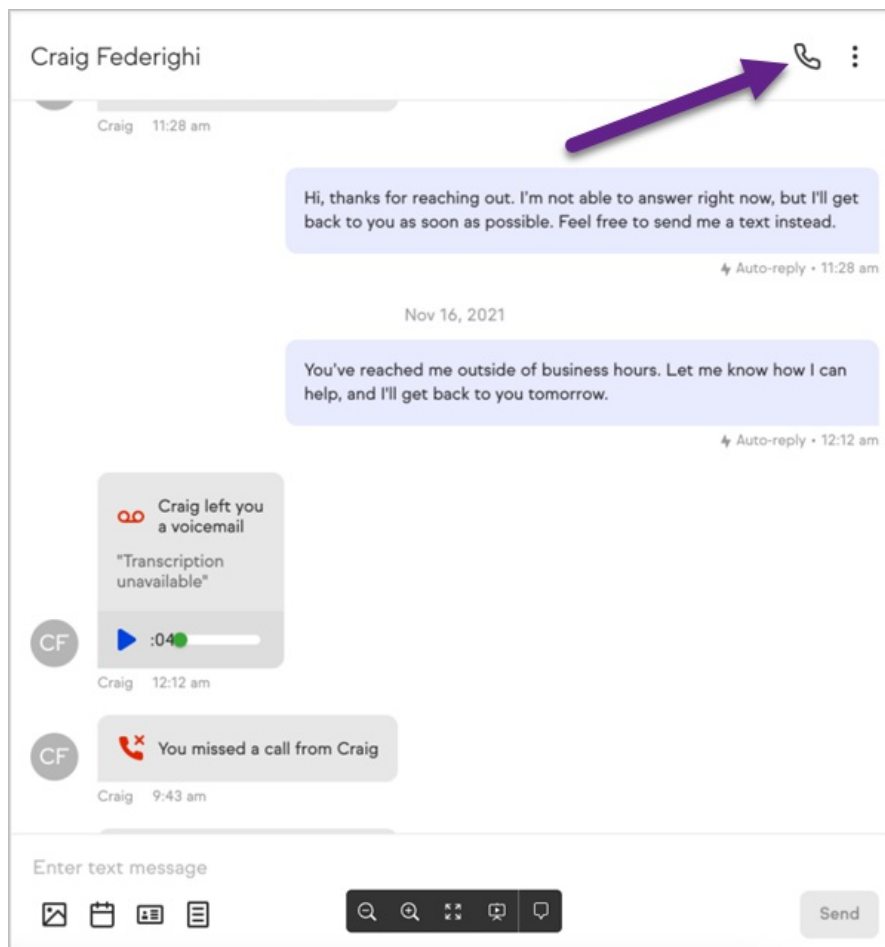 Craig Federighi
Craig 11:28 am
Hi, thanks for reaching out. I'm not able to answer right now, but I'll get
back to you as soon as possible. Feel free to send me a text instead.
Auto-reply • 11:28 am
Nov 16, 2021
You've reached me outside of business hours. Let me know how I can
help, and I'll get back to you tomorrow.
Auto-reply • 12:12 am
Craig left you
a voicemail
"Transcription
unavailable"
CF
:04
Craig 12:12 am
CF
You missed a call from Craig
Craig 9:43 am
Enter text message
Send